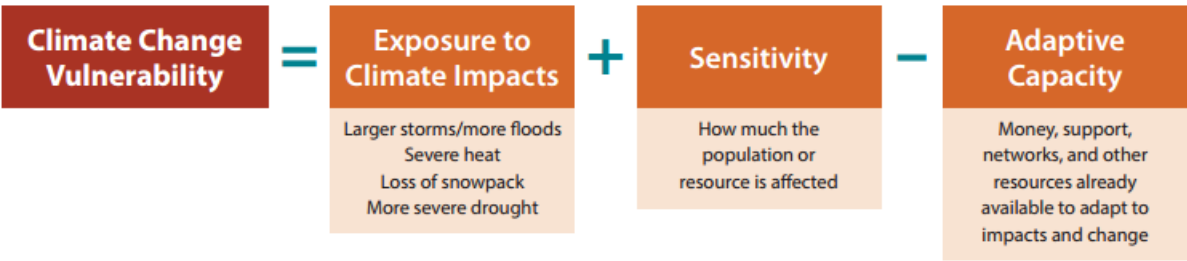 Climate Change
Vulnerability
=
Exposure to
Climate Impacts
+
Sensitivity
−
Adaptive
Capacity
Larger storms/more floods
Severe heat
Loss of snowpack
More severe drought
How much the
population or
resource is affected
Money, support,
networks, and other
resources already
available to adapt to
impacts and change